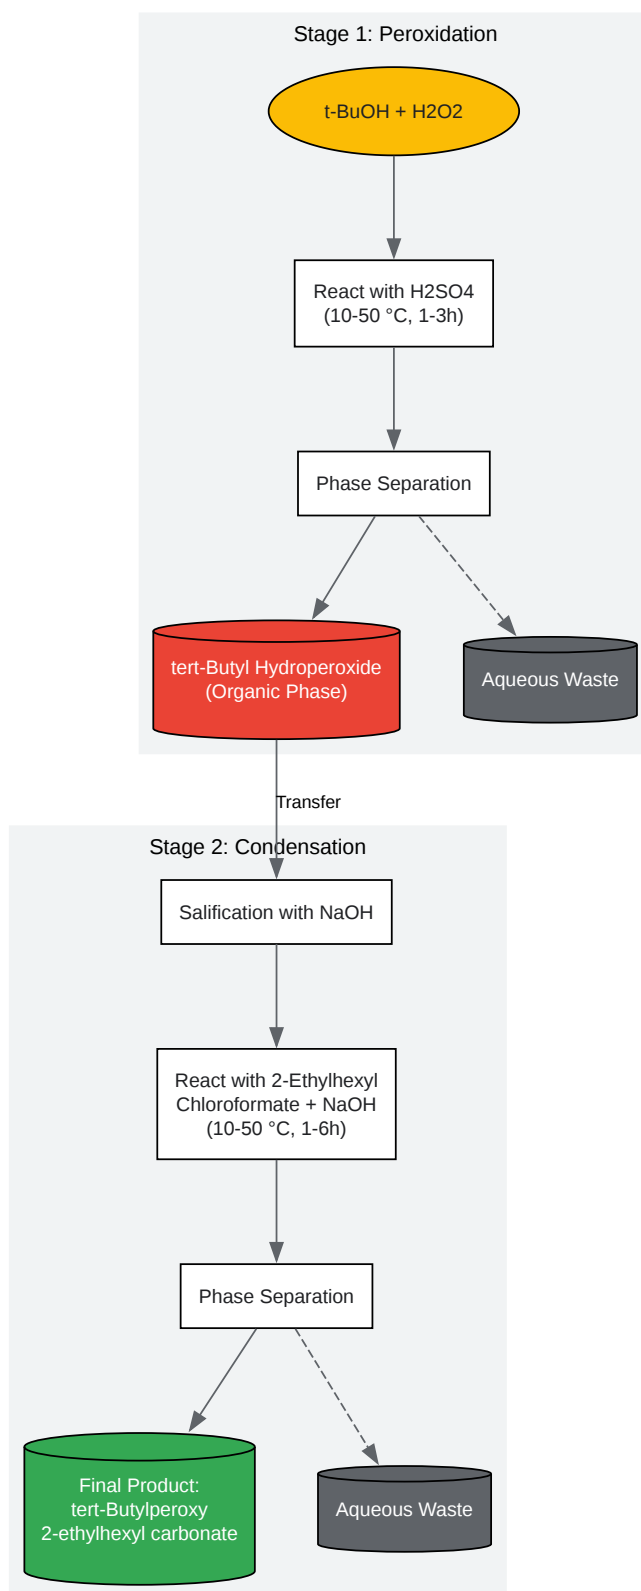 Stage 1: Peroxidation
t-BuOH + H2O2
React with H2SO4
(10-50 °C, 1-3h)
Phase Separation
tert-Butyl Hydroperoxide
(Organic Phase)
Aqueous Waste
Transfer
Stage 2: Condensation
Salification with NaOH
React with 2-Ethylhexyl
Chloroformate + NaOH
(10-50 °C, 1-6h)
Phase Separation
Final Product:
tert-Butylperoxy
2-ethylhexyl carbonate
Aqueous Waste